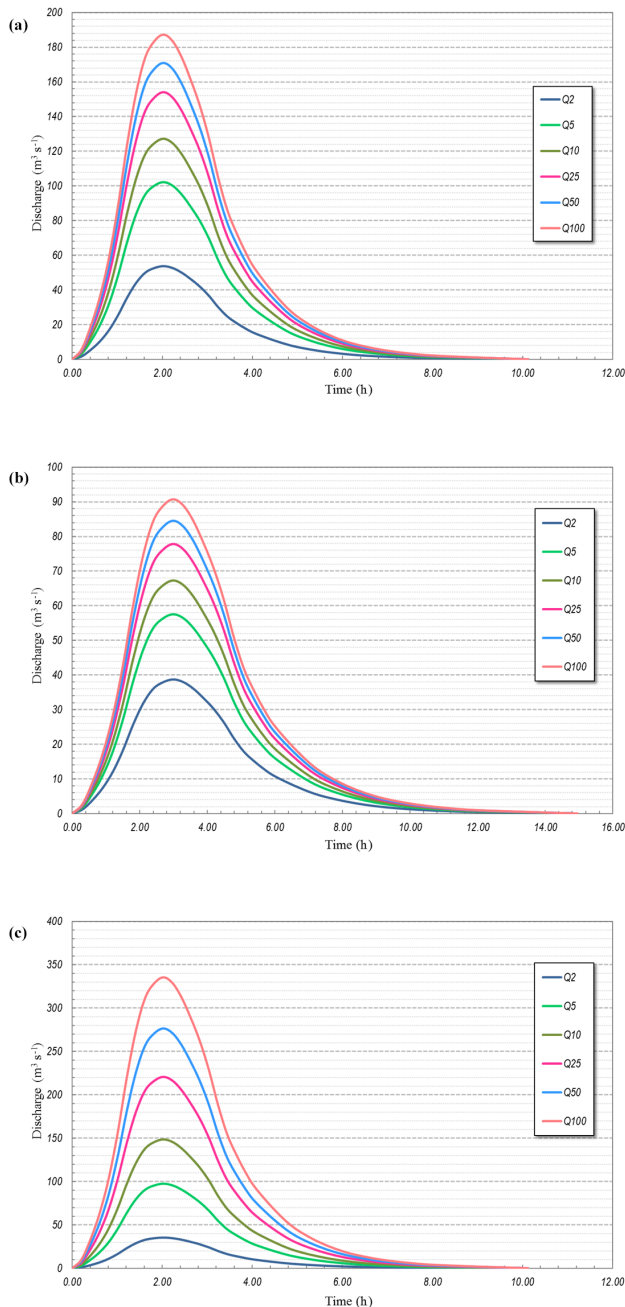 (a)
200
180
160
140
120
100
80
60
40
20
0
Discharge (m³ s⁻¹)
Q2
Q5
Q10
Q25
Q50
Q100
0.00 2.00 4.00 6.00 8.00 10.00 12.00
Time (h)
(b)
100
90
80
70
60
50
40
30
20
10
0
Discharge (m³ s⁻¹)
Q2
Q5
Q10
Q25
Q50
Q100
0.00 2.00 4.00 6.00 8.00 10.00 12.00 14.00 16.00
Time (h)
(c)
400
350
300
250
200
150
100
50
0
Discharge (m³ s⁻¹)
Q2
Q5
Q10
Q25
Q50
Q100
0.00 2.00 4.00 6.00 8.00 10.00 12.00
Time (h)